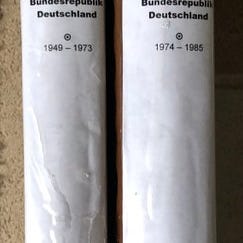 Bundesrepublik
Deutschland
1949 – 1973
Bundesrepublik
Deutschland
1974 – 1985